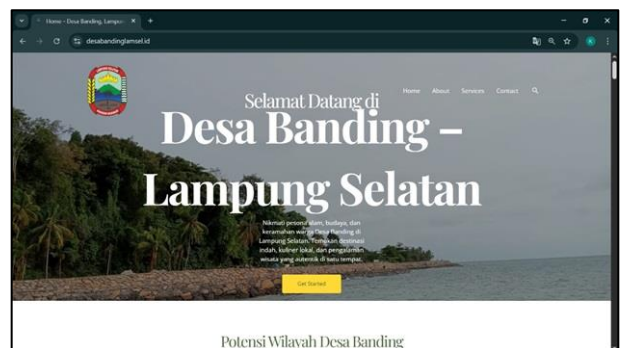 Home - Desa Banding, Lampun
desabandinglamsel.id
Home About Services Contact
Selamat Datang di
Desa Banding –
Lampung Selatan
Nikmati pesona alam, budaya, dan
keramahan warga Desa Banding di
Lampung Selatan. Temukan destinasi
indah, kuliner lokal, dan pengalaman
wisata yang autentik di satu tempat.
Get Started
Potensi Wilayah Desa Banding